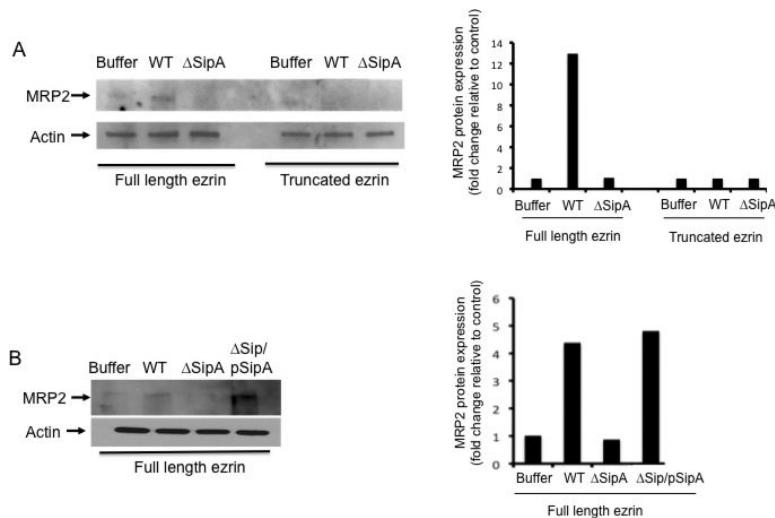 A
Buffer WT ΔSipA Buffer WT ΔSipA
MRP2
Actin
Full length ezrin Truncated ezrin
MRP2 protein expression
(fold change relative to control)
14
12
10
8
6
4
2
0
Buffer WT ΔSipA Buffer WT ΔSipA
Full length ezrin Truncated ezrin
B
Buffer WT ΔSipA ΔSip/
pSipA
MRP2
Actin
Full length ezrin
MRP2 protein expression
(fold change relative to control)
6
5
4
3
2
1
0
Buffer WT ΔSipA ΔSip/pSipA
Full length ezrin